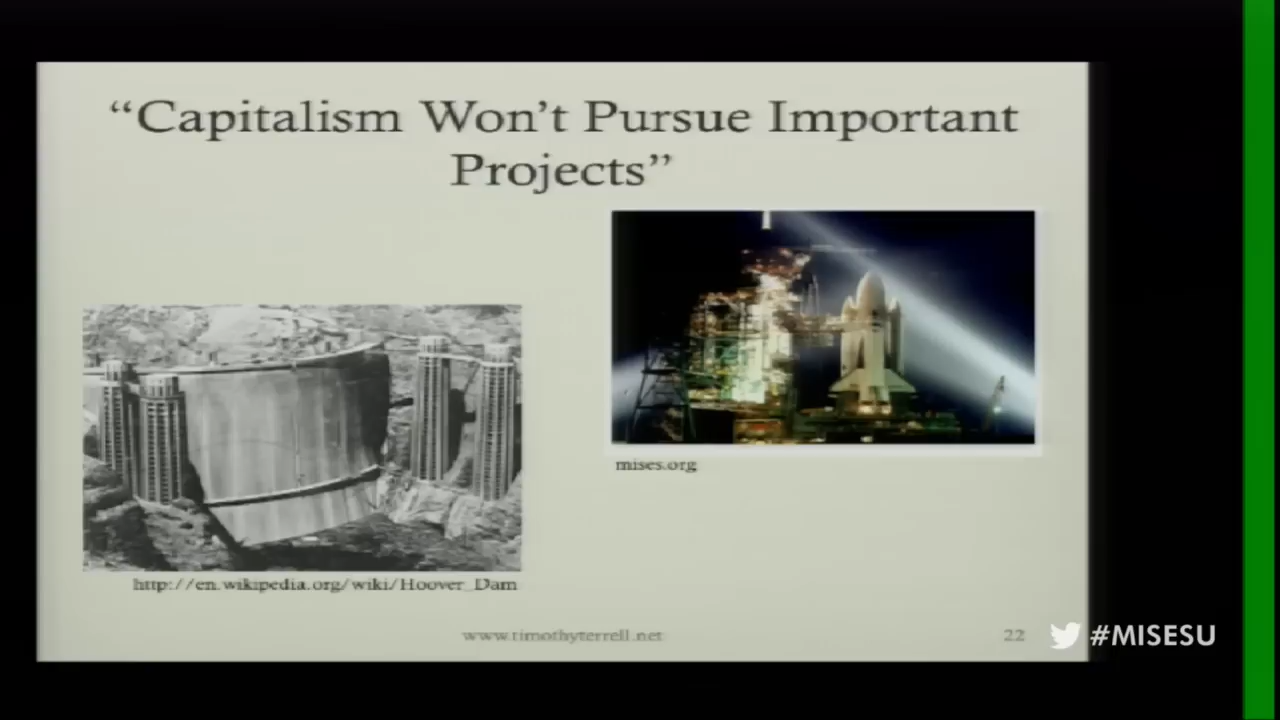 “Capitalism Won’t Pursue Important
Projects”
mises.org
http://en.wikipedia.org/wiki/Hoover_Dam
www.timothyterrell.net
22
#MISESU